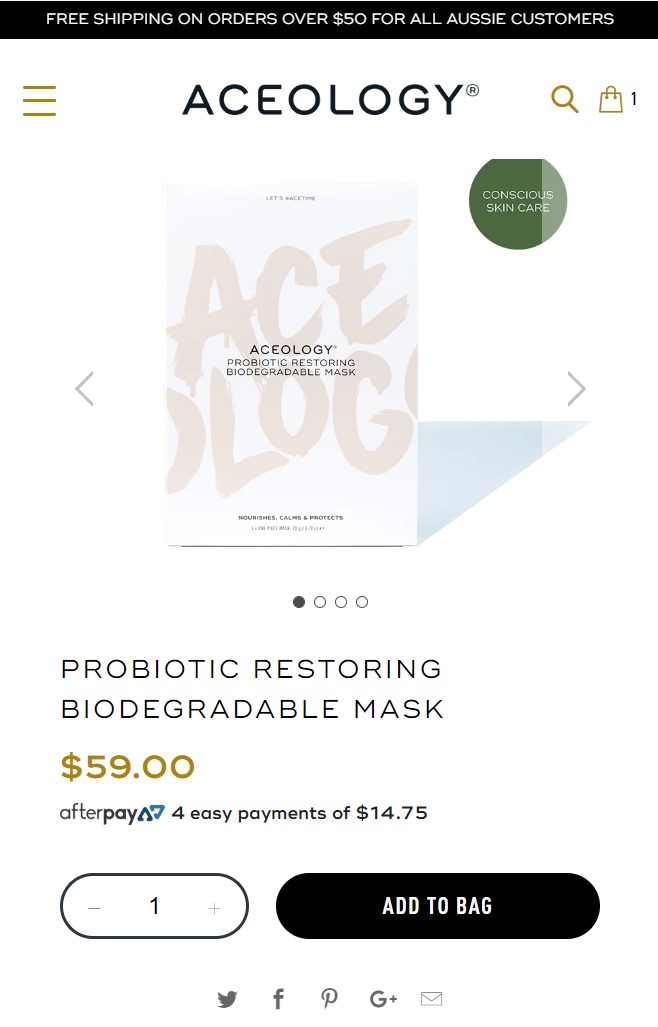 FREE SHIPPING ON ORDERS OVER $50 FOR ALL AUSSIE CUSTOMERS
ACEOLOGY®
1
CONSCIOUS
SKIN CARE
LET'S #ACETIME
ACE
OLOG
ACEOLOGY®
PROBIOTIC RESTORING
BIODEGRADABLE MASK
NOURISHES, CALMS & PROTECTS
PROBIOTIC RESTORING
BIODEGRADABLE MASK
$59.00
afterpay 4 easy payments of $14.75
– 1 +
ADD TO BAG